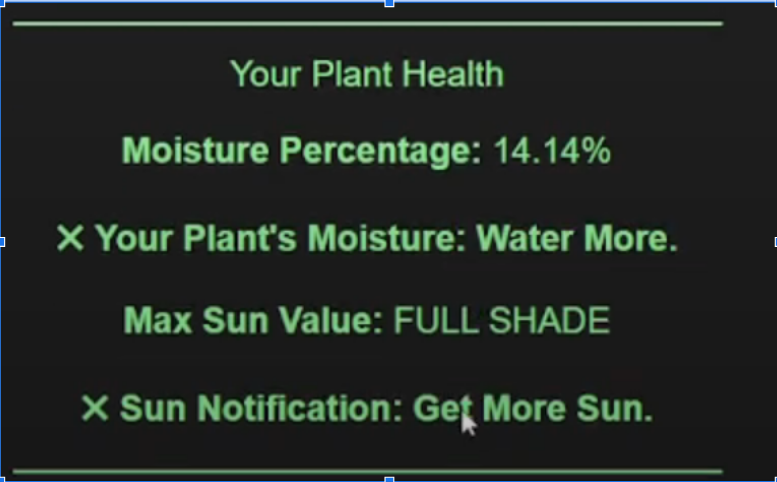 Your Plant Health
Moisture Percentage: 14.14%
✕ Your Plant's Moisture: Water More.
Max Sun Value: FULL SHADE
✕ Sun Notification: Get More Sun.